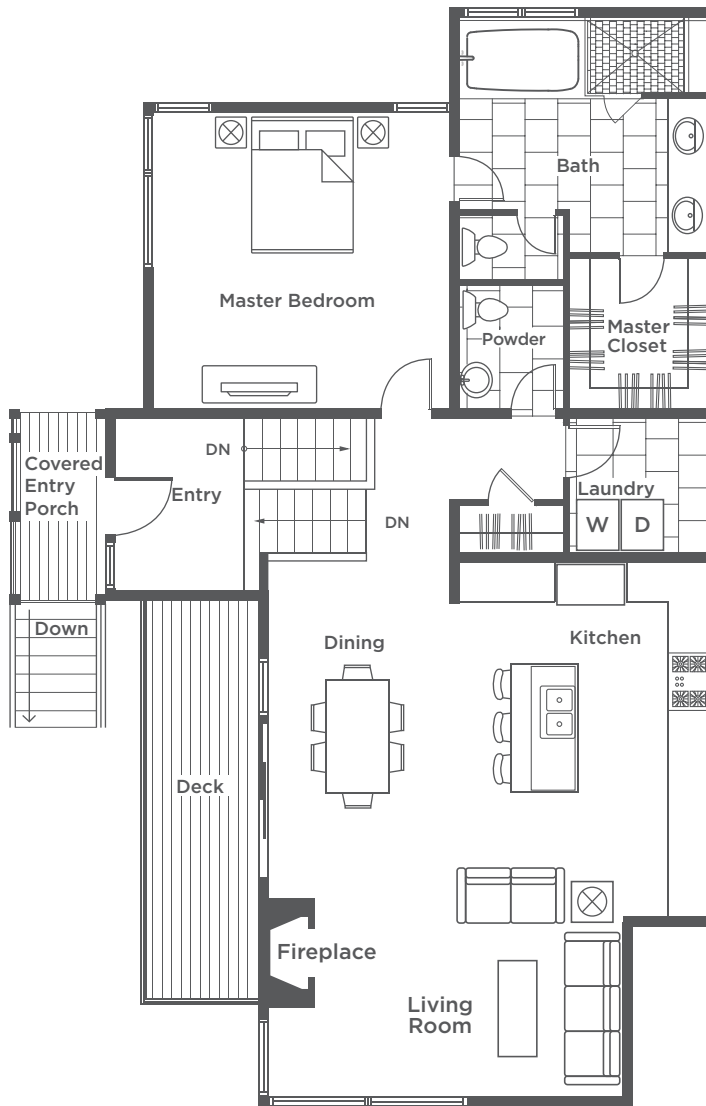 Bath
Master Bedroom
Powder
Master
Closet
Covered
Entry
Porch
DN
Entry
Laundry
W
D
DN
Down
Dining
Kitchen
Deck
Fireplace
Living
Room